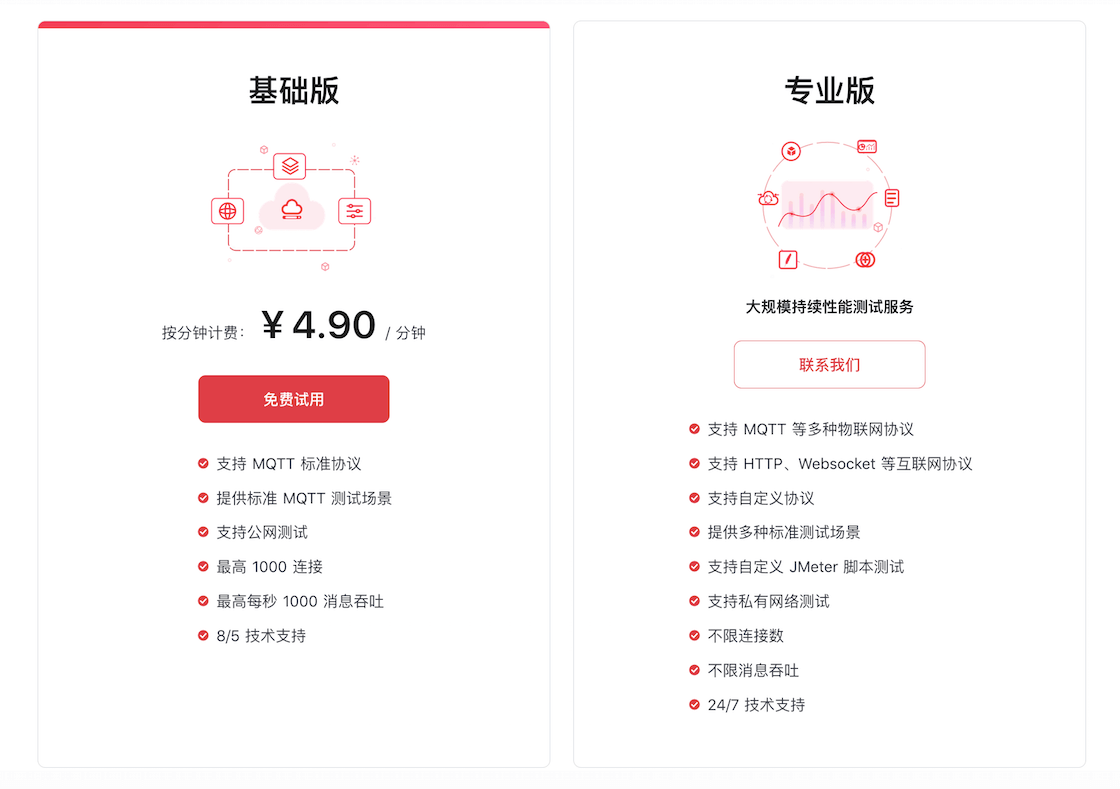 基础版
按分钟计费： ¥ 4.90 / 分钟
免费试用
支持 MQTT 标准协议
提供标准 MQTT 测试场景
支持公网测试
最高 1000 连接
最高每秒 1000 消息吞吐
8/5 技术支持
专业版
大规模持续性能测试服务
联系我们
支持 MQTT 等多种物联网协议
支持 HTTP、Websocket 等互联网协议
支持自定义协议
提供多种标准测试场景
支持自定义 JMeter 脚本测试
支持私有网络测试
不限连接数
不限消息吞吐
24/7 技术支持